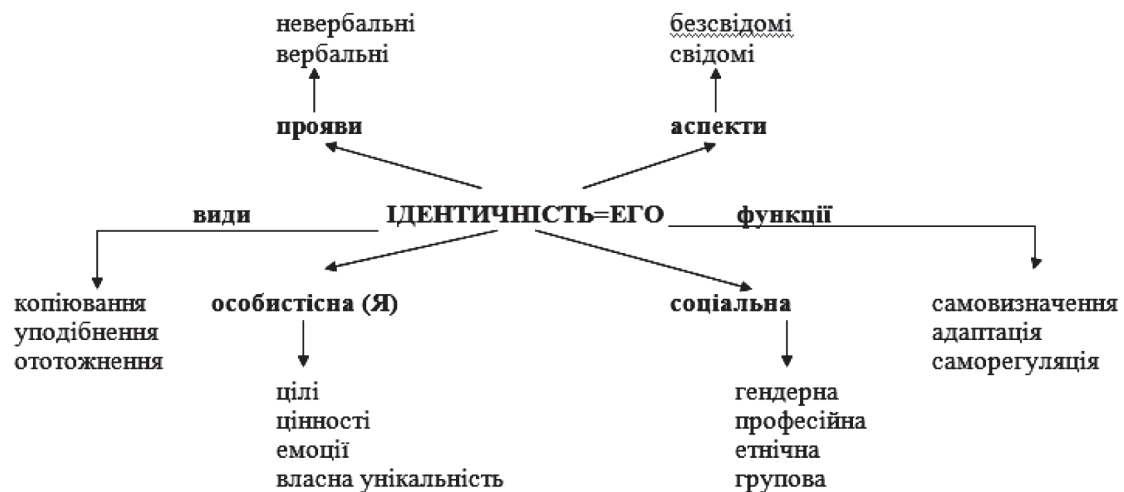 невербальні
вербальні
безсвідомі
свідомі
прояви
аспекти
види
ІДЕНТИЧНІСТЬ=ЕГО
функції
копіювання
уподібнення
ототожнення
особистісна (Я)
соціальна
самовизначення
адаптація
саморегуляція
цілі
цінності
емоції
власна унікальність
гендерна
професійна
етнічна
групова